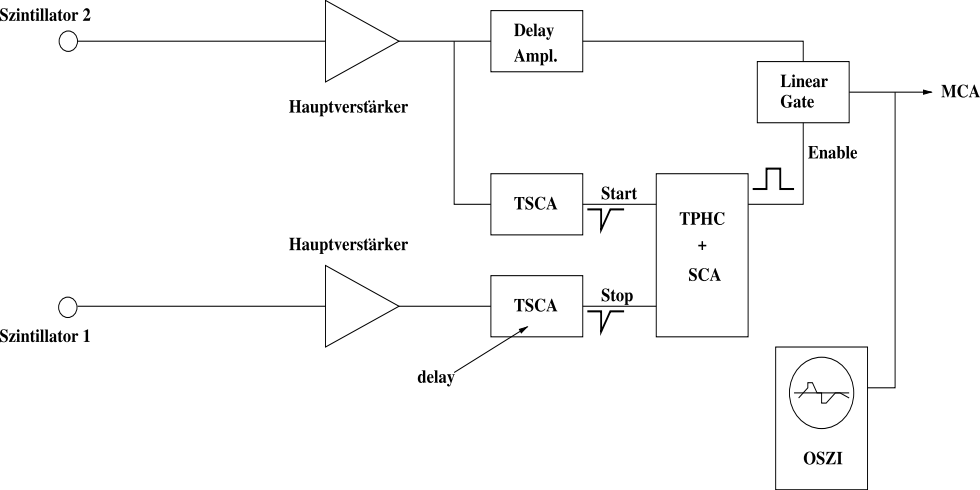 Szintillator 2
Delay
Ampl.
Hauptverstärker
Linear
Gate
MCA
Enable
TSCA
Start
TPHC
+
SCA
Hauptverstärker
TSCA
Stop
Szintillator 1
delay
OSZI